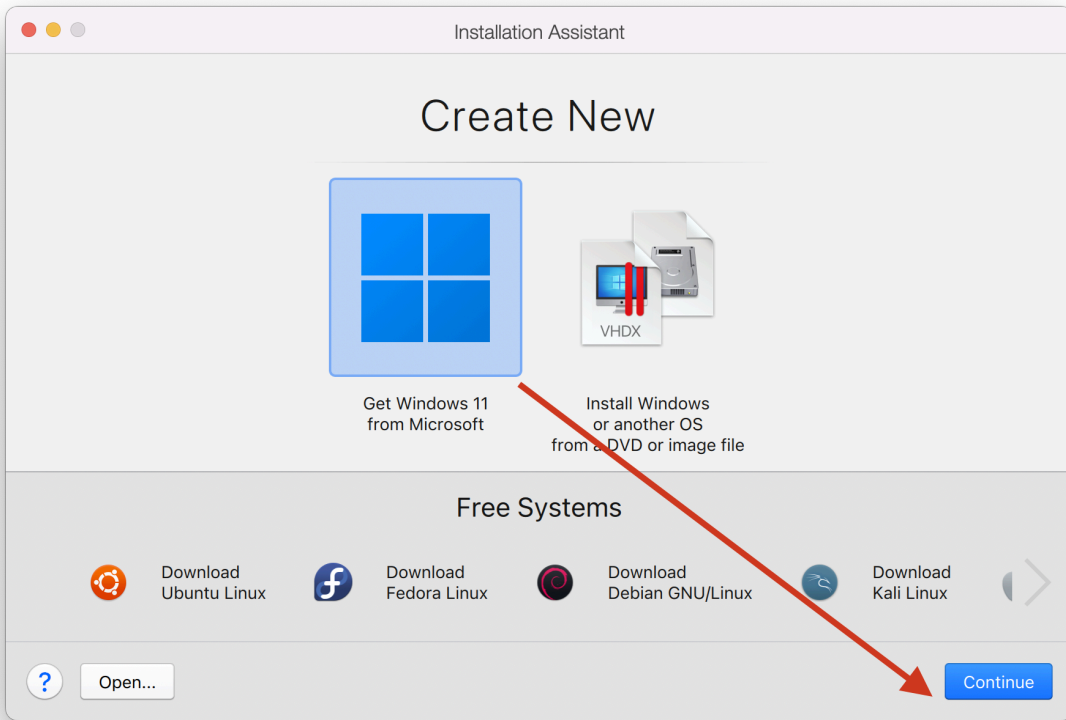 Installation Assistant
Create New
VHDX
Get Windows 11
from Microsoft
Install Windows
or another OS
from a DVD or image file
Free Systems
Download
Ubuntu Linux
Download
Fedora Linux
Download
Debian GNU/Linux
Download
Kali Linux
?
Open...
Continue